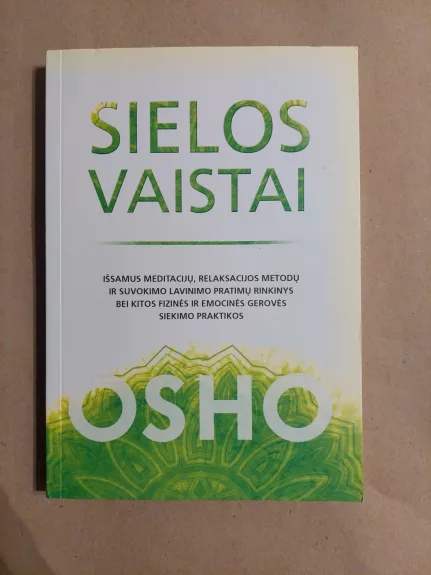 SIELOS
VAISTAI
IŠSAMUS MEDITACIJŲ, RELAKSACIJOS METODŲ
IR SUVOKIMO LAVINIMO PRATIMŲ RINKINYS
BEI KITOS FIZINĖS IR EMOCINĖS GEROVĖS
SIEKIMO PRAKTIKOS
OSHO